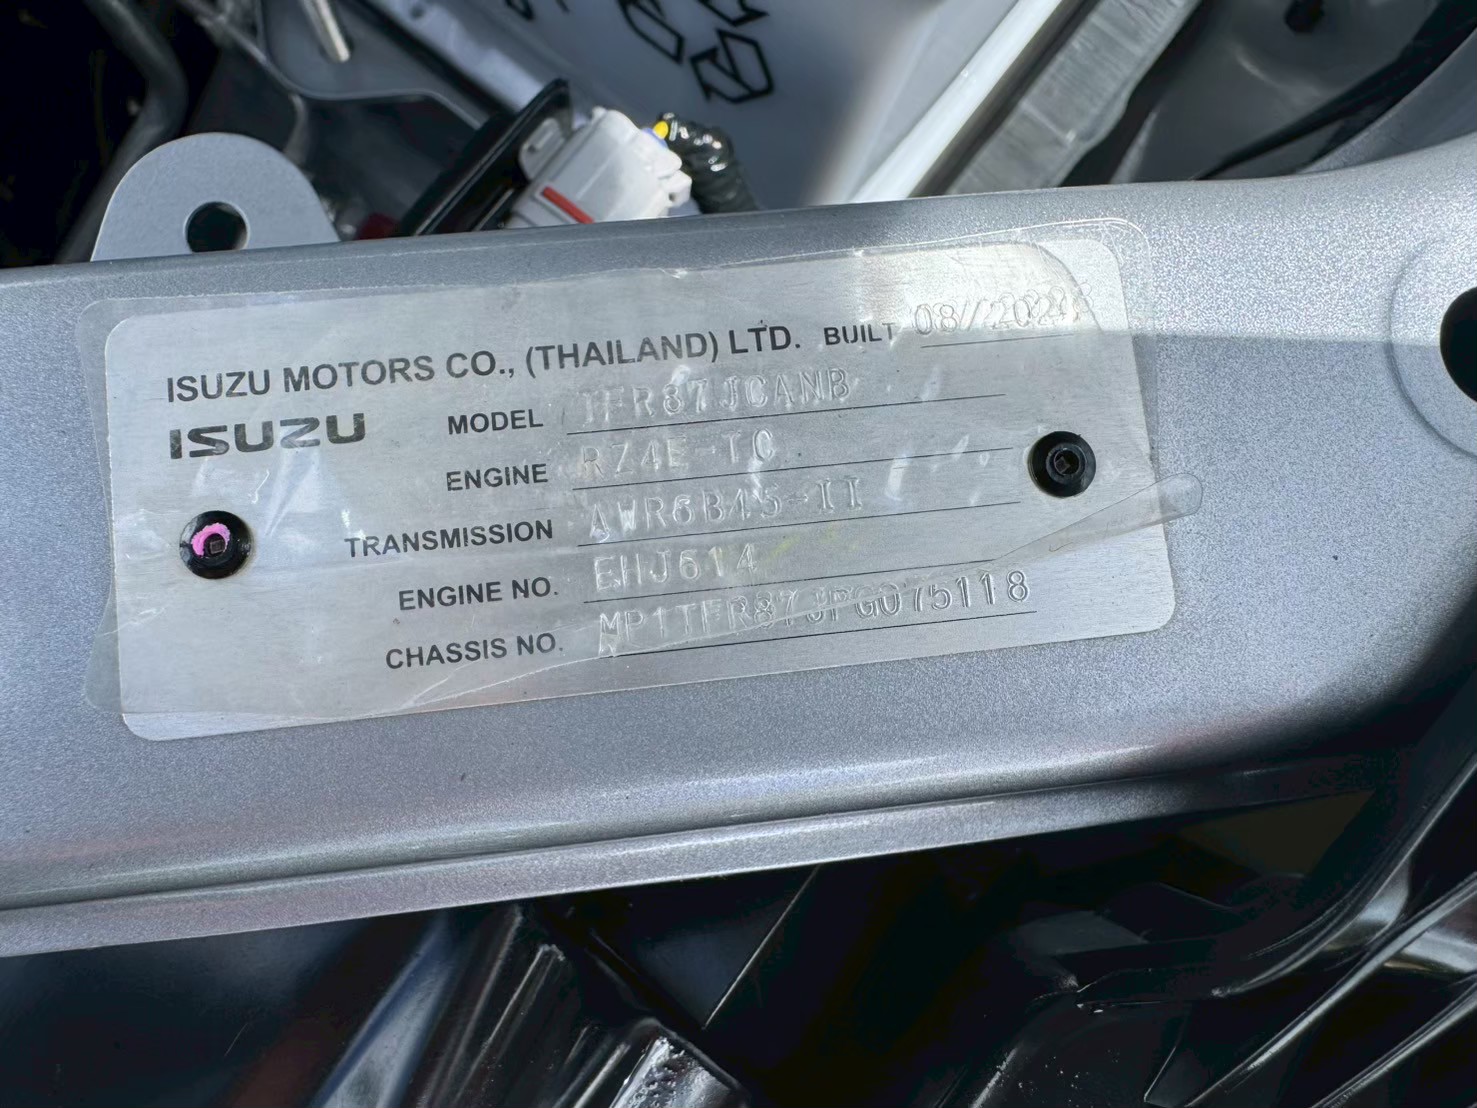 ISUZU MOTORS CO., (THAILAND) LTD. BUILT 08/2024
ISUZU
MODEL TFR87JCANB
ENGINE RZ4E-TC
TRANSMISSION AWR6B45-II
ENGINE NO. EHJ614
CHASSIS NO. MP1TFR87JPG075118